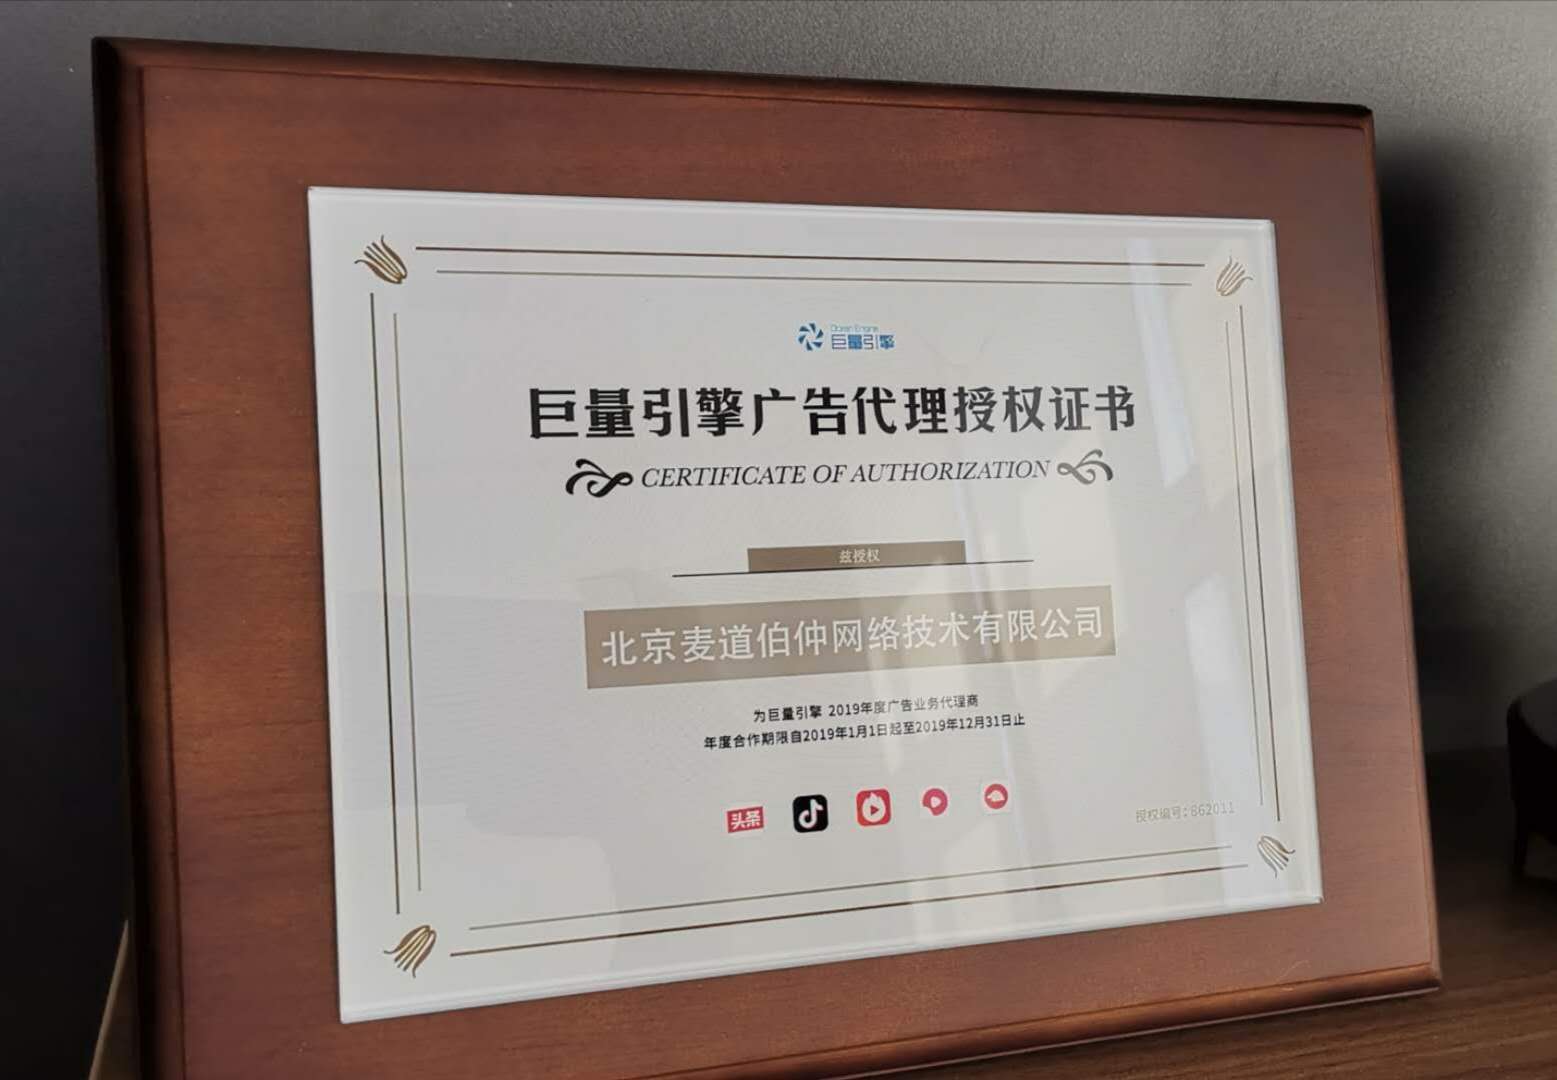 Ocean Engine
巨量引擎
巨量引擎广告代理授权证书
CERTIFICATE OF AUTHORIZATION
兹授权
北京麦道伯仲网络技术有限公司
为巨量引擎 2019年度广告业务代理商
年度合作期限自2019年1月1日起至2019年12月31日止
头条
授权编号:862011